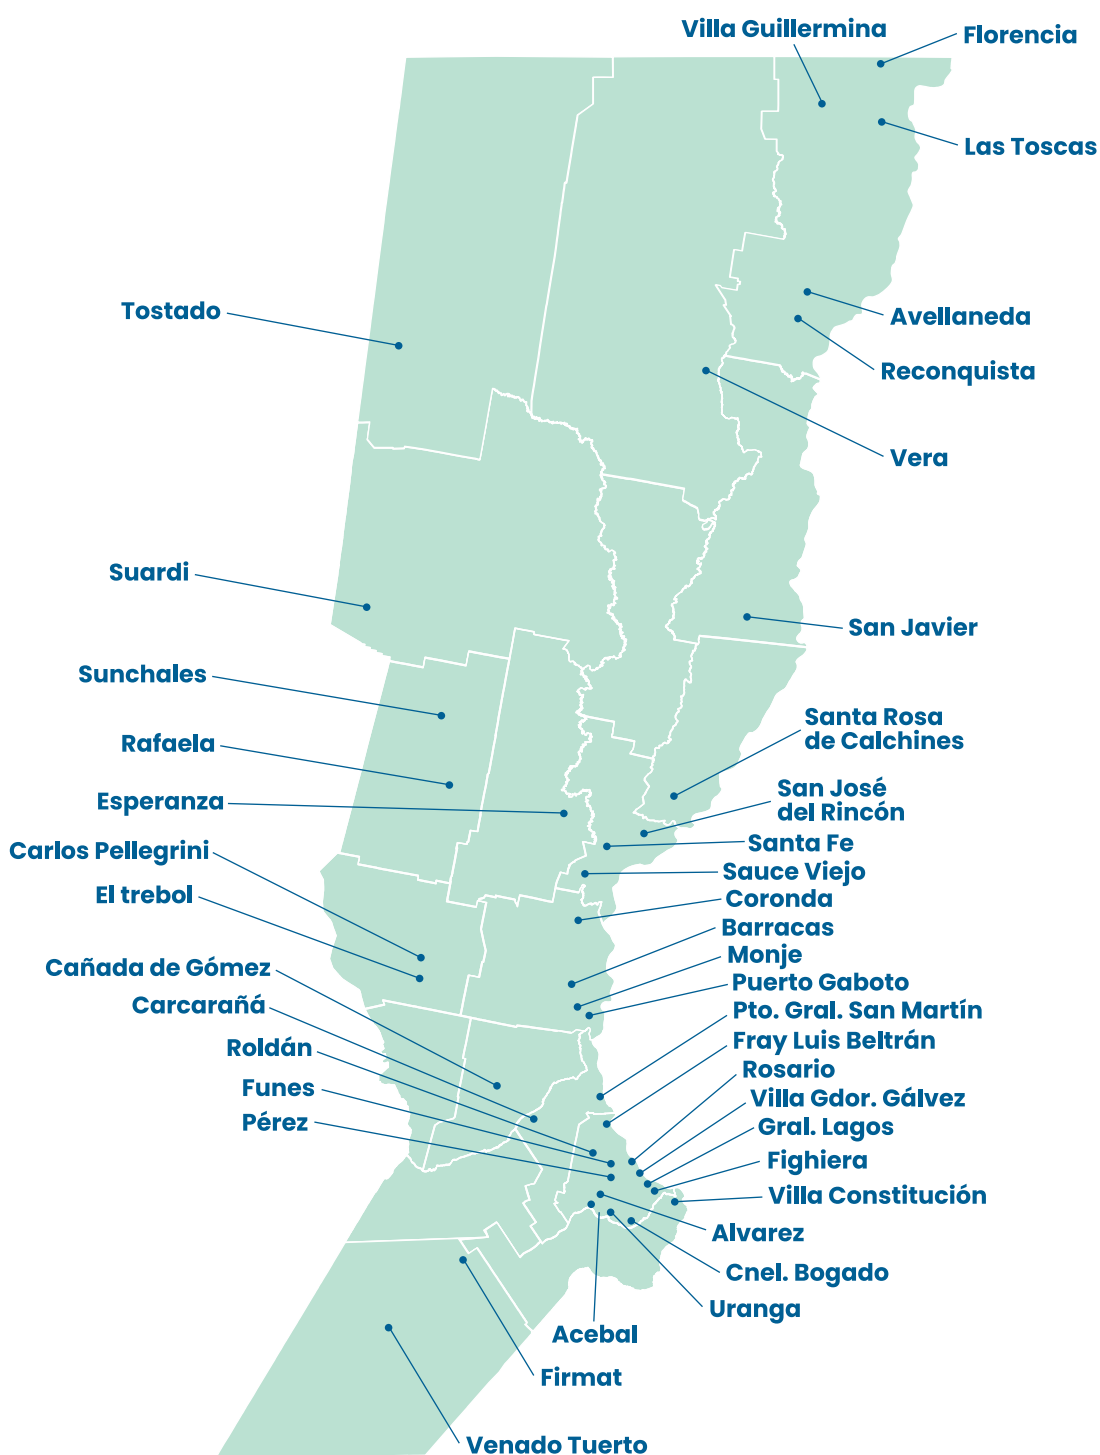 Villa Guillermina
Florencia
Las Toscas
Tostado
Avellaneda
Reconquista
Vera
Suardi
San Javier
Sunchales
Santa Rosa
de Calchines
Rafaela
Esperanza
San José
del Rincón
Santa Fe
Carlos Pellegrini
Sauce Viejo
El trebol
Coronda
Barracas
Monje
Cañada de Gómez
Puerto Gaboto
Carcarañá
Pto. Gral. San Martín
Fray Luis Beltrán
Roldán
Rosario
Funes
Villa Gdor. Gálvez
Pérez
Gral. Lagos
Fighiera
Villa Constitución
Alvarez
Cnel. Bogado
Uranga
Acebal
Firmat
Venado Tuerto